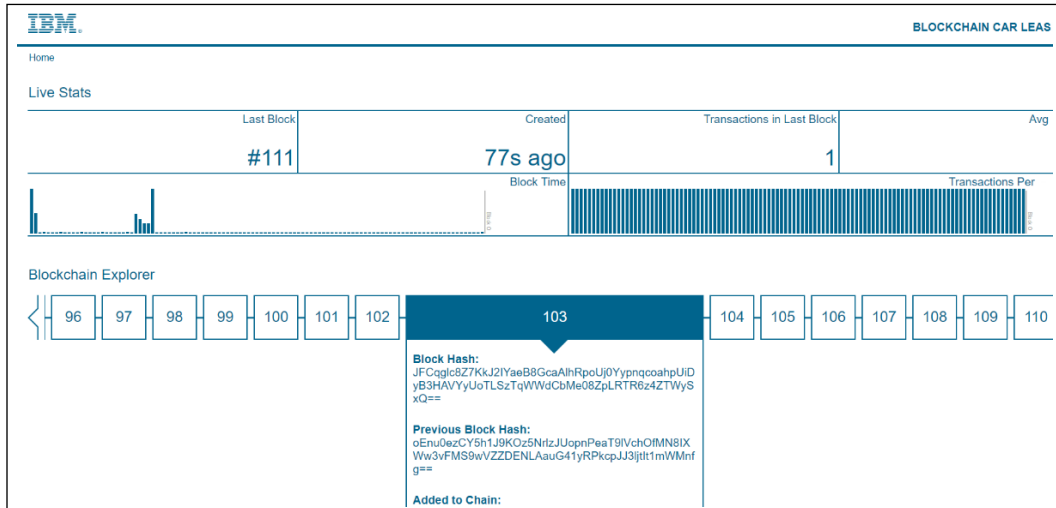 IBM.
BLOCKCHAIN CAR LEAS
Home
Live Stats
Last Block
#111
Created
77s ago
Transactions in Last Block
1
Avg
Block Time
Transactions Per
Blockchain Explorer
96 97 98 99 100 101 102 103 104 105 106 107 108 109 110
Block Hash:
JFCqglc8Z7KkJ2IYaeB8GcaAlhRpoUj0YypnqcoahpUiD
yB3HAVYyUoTLSzTqWWdCbMe08ZpLRTR6z4ZTWyS
xQ==
Previous Block Hash:
oEnu0ezCY5h1J9KOz5NrlzJUopnPeaT9lVchOfMN8IX
Ww3vFMS9wVZZDENLAauG41yRPkcpJJ3ljtlt1mWMnf
g==
Added to Chain: